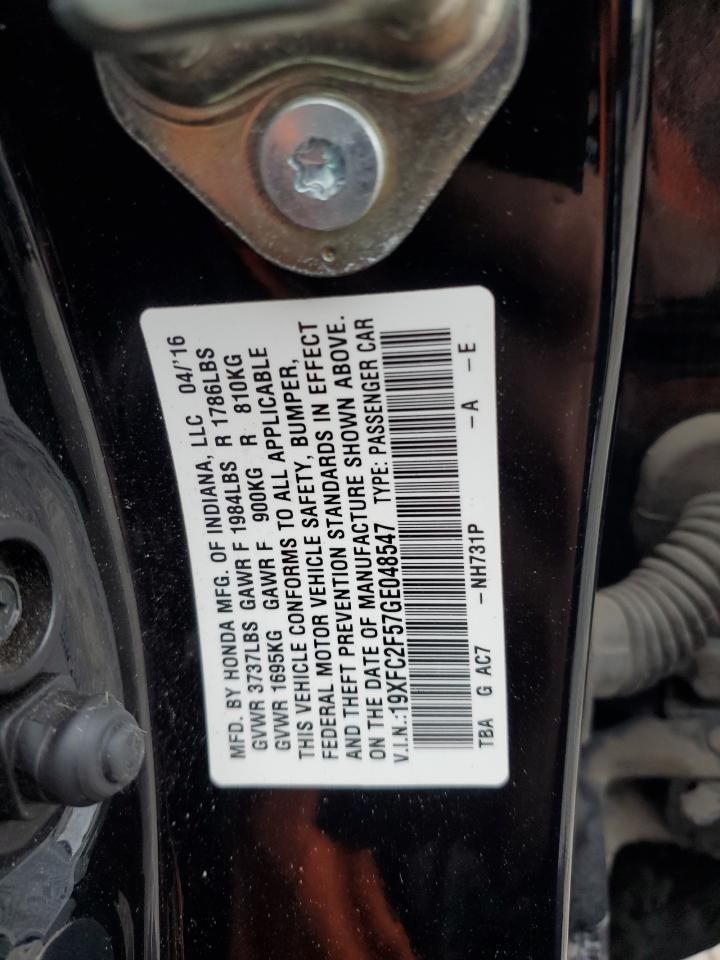 MFD. BY HONDA MFG. OF INDIANA, LLC 04/'16
GVWR 3737LBS GAWR F 1984LBS R 1786LBS
GVWR 1695KG GAWR F 900KG R 810KG
THIS VEHICLE CONFORMS TO ALL APPLICABLE
FEDERAL MOTOR VEHICLE SAFETY, BUMPER,
AND THEFT PREVENTION STANDARDS IN EFFECT
ON THE DATE OF MANUFACTURE SHOWN ABOVE.
V.I.N.:19XFC2F57GE048547 TYPE: PASSENGER CAR
TBA G AC7 -NH731P -A -E